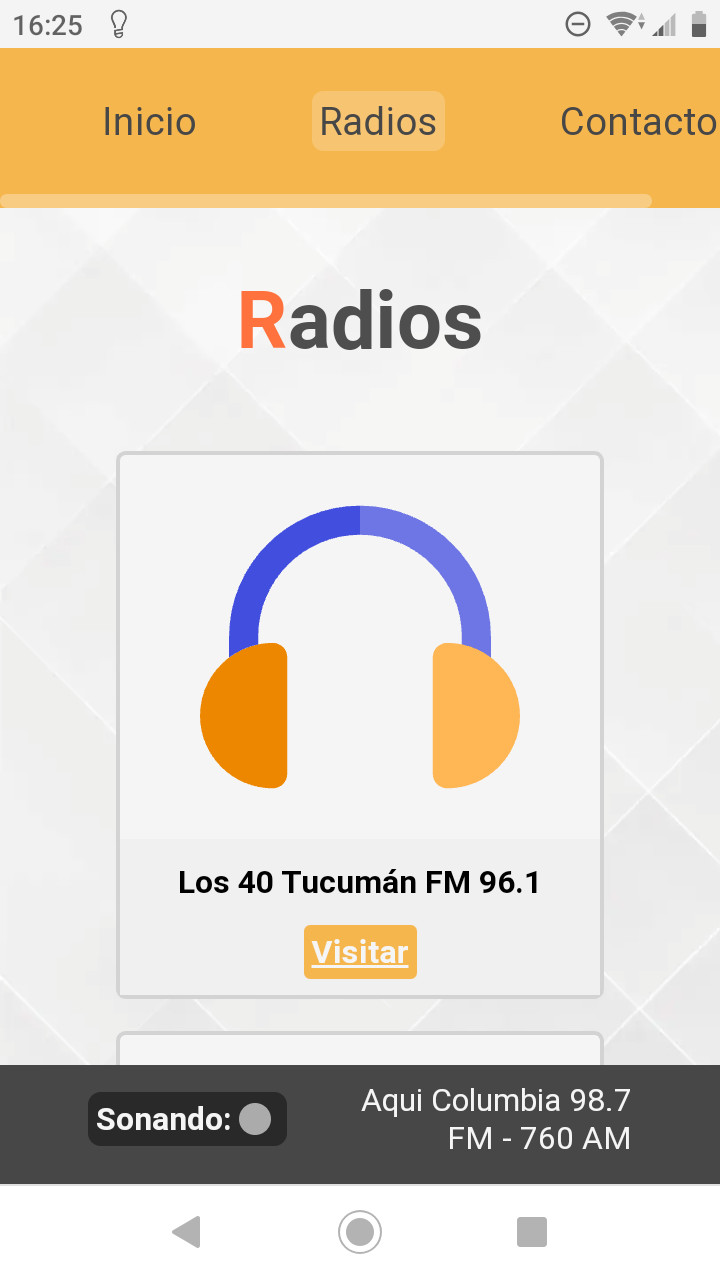 16:25
Inicio
Radios
Contacto
Radios
Los 40 Tucumán FM 96.1
Visitar
Sonando:
Aqui Columbia 98.7
FM - 760 AM